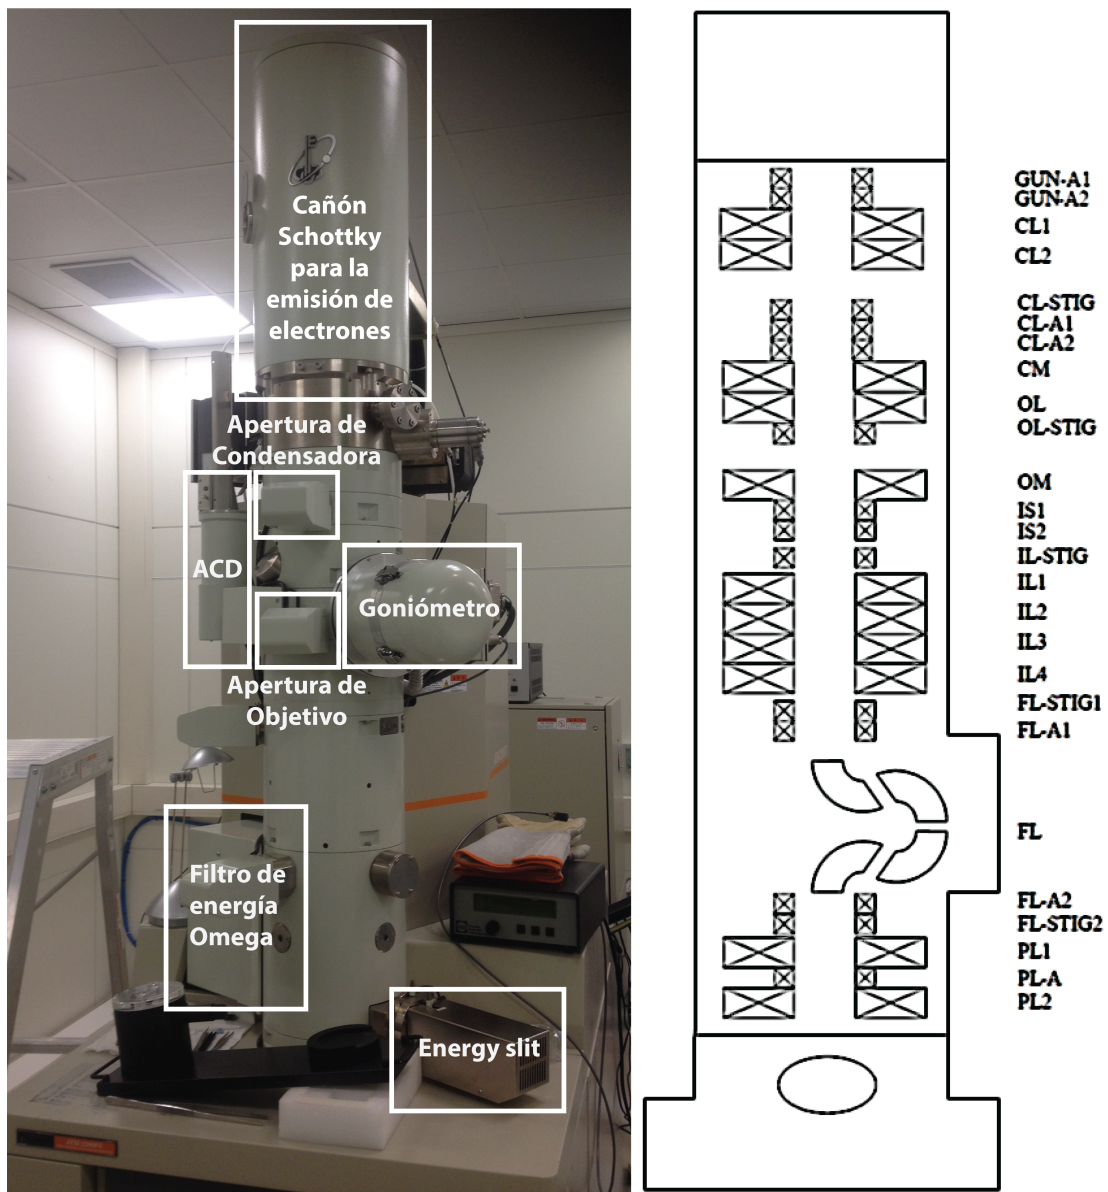 Cañón
Schottky
para la
emisión de
electrones
Apertura de
Condensadora
ACD
Goniómetro
Apertura de
Objetivo
Filtro de
energía
Omega
Energy slit
GUN-A1
GUN-A2
CL1
CL2
CL-STIG
CL-A1
CL-A2
CM
OL
OL-STIG
OM
IS1
IS2
IL-STIG
IL1
IL2
IL3
IL4
FL-STIG1
FL-A1
FL
FL-A2
FL-STIG2
PL1
PL-A
PL2